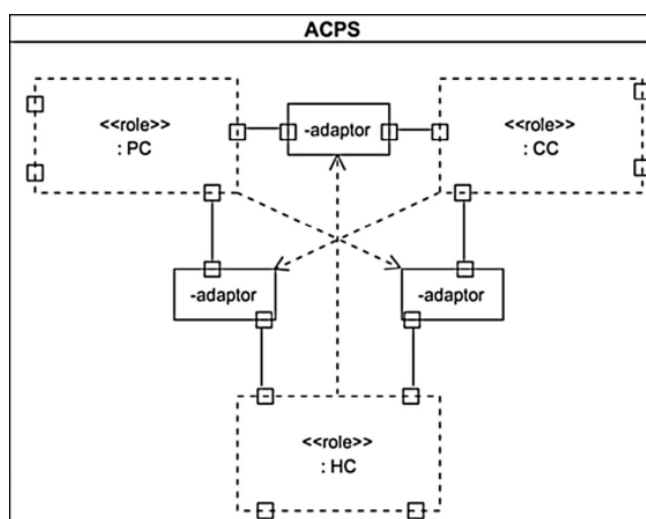 ACPS
<<role>>
: PC
-adaptor
<<role>>
: CC
-adaptor
-adaptor
<<role>>
: HC